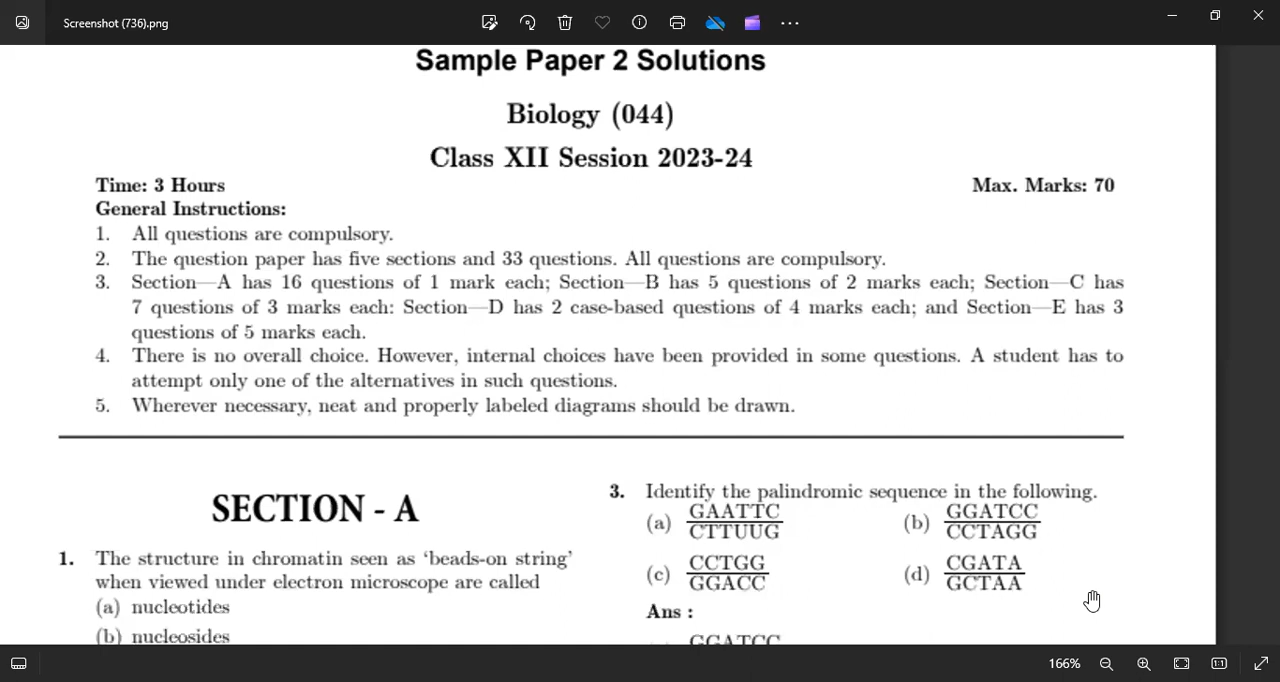 Screenshot (736).png
Sample Paper 2 Solutions
Biology (044)
Class XII Session 2023-24
Time: 3 Hours
Max. Marks: 70
General Instructions:
1. All questions are compulsory.
2. The question paper has five sections and 33 questions. All questions are compulsory.
3. Section—A has 16 questions of 1 mark each; Section—B has 5 questions of 2 marks each; Section—C has
7 questions of 3 marks each: Section—D has 2 case-based questions of 4 marks each; and Section—E has 3
questions of 5 marks each.
4. There is no overall choice. However, internal choices have been provided in some questions. A student has to
attempt only one of the alternatives in such questions.
5. Wherever necessary, neat and properly labeled diagrams should be drawn.
SECTION - A
1. The structure in chromatin seen as ‘beads-on string’
when viewed under electron microscope are called
(a) nucleotides
(b) nucleosides
3. Identify the palindromic sequence in the following.
(a) GAATTC
CTTUUG
(b) GGATCC
CCTAGG
(c) CCTGG
GGACC
(d) CGATA
GCTAA
Ans :
GGATCC
166%
1:1